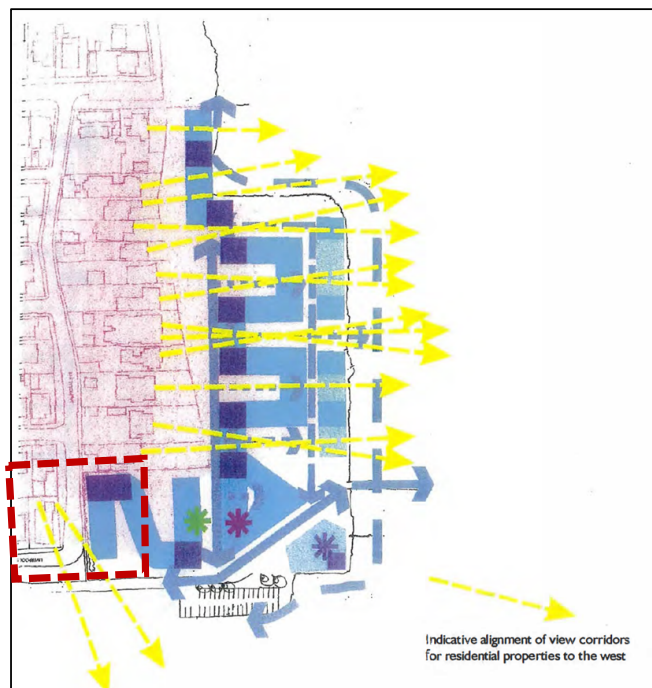 Indicative alignment of view corridors
for residential properties to the west